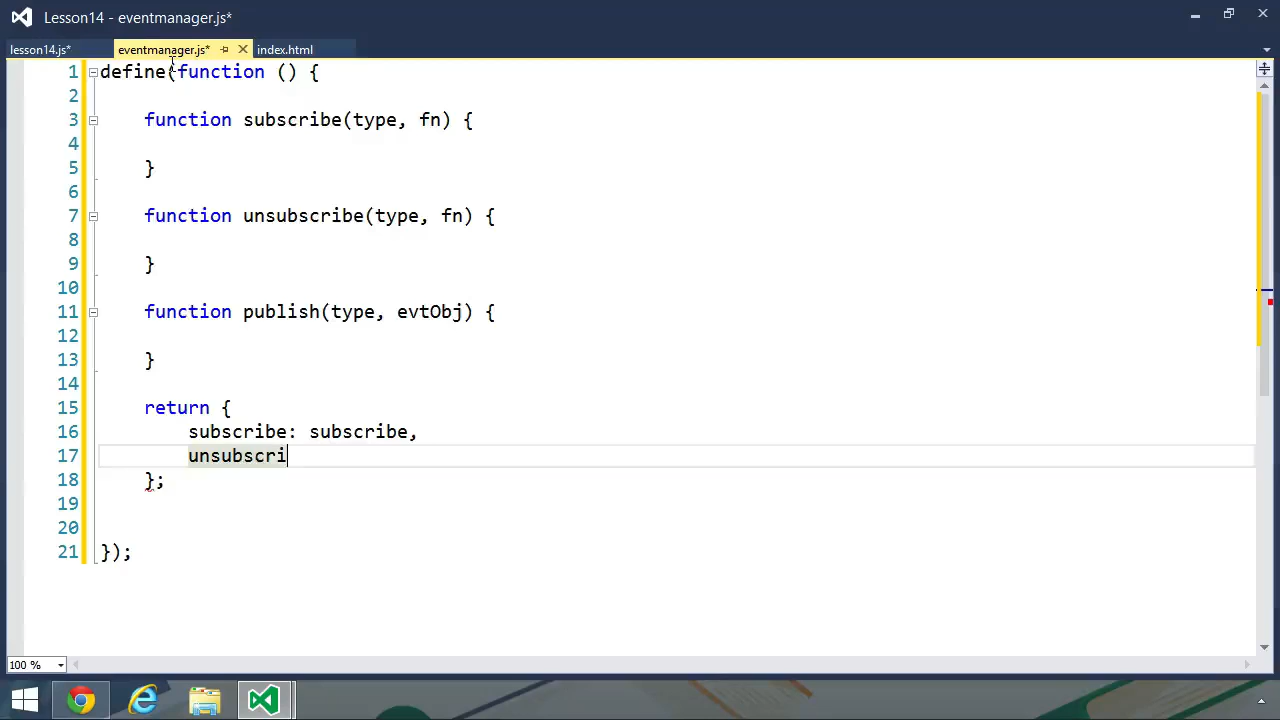 Lesson14 - eventmanager.js*
lesson14.js* eventmanager.js* index.html
1 define(function () {
2
3 function subscribe(type, fn) {
4
5 }
6
7 function unsubscribe(type, fn) {
8
9 }
10
11 function publish(type, evtObj) {
12
13 }
14
15 return {
16 subscribe: subscribe,
17 unsubscri
18 };
19
20
21 });
100 %